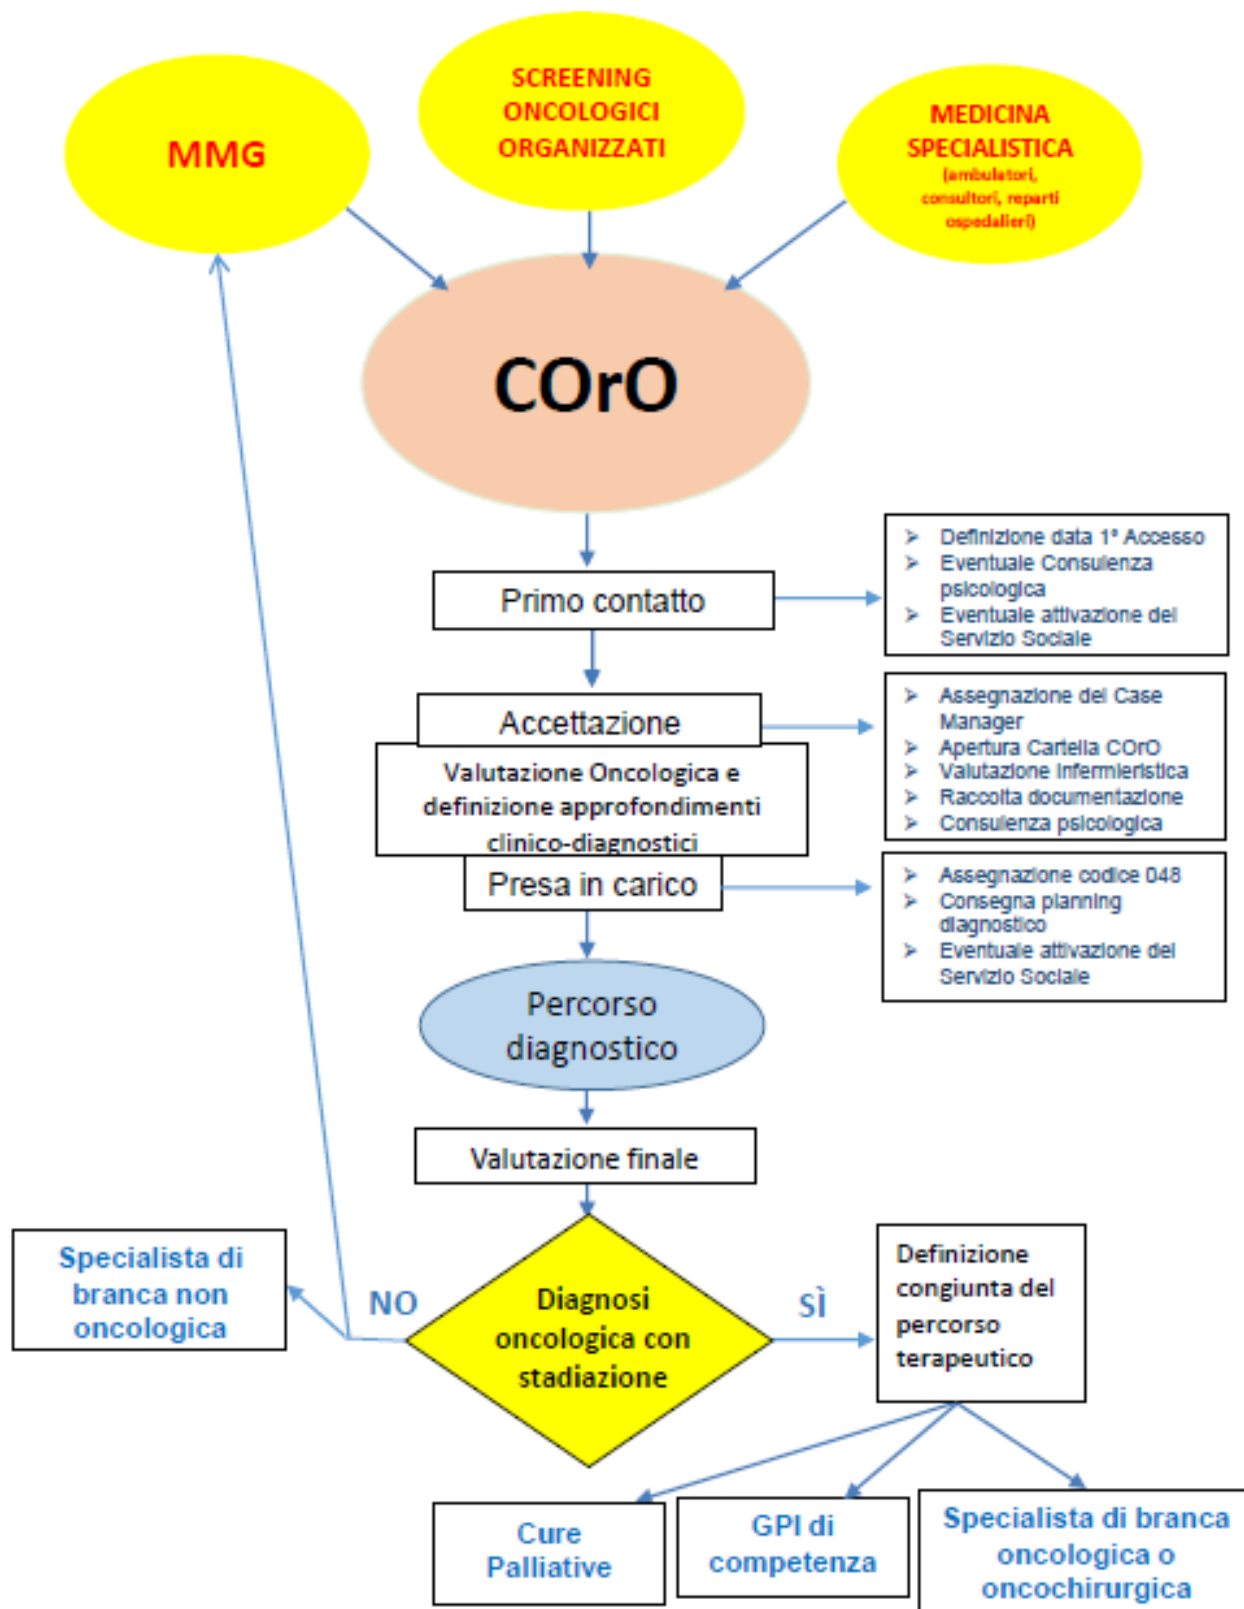 MMG
SCREENING
ONCOLOGICI
ORGANIZZATI
MEDICINA
SPECIALISTICA
(ambulatori,
consultori, reparti
ospedalieri)
COrO
Primo contatto
➢ Definizione data 1° Accesso
➢ Eventuale Consulenza
psicologica
➢ Eventuale attivazione del
Servizio Sociale
Accettazione
➢ Assegnazione del Case
Manager
➢ Apertura Cartella COrO
➢ Valutazione Infermieristica
➢ Raccolta documentazione
➢ Consulenza psicologica
Valutazione Oncologica e
definizione approfondimenti
clinico-diagnostici
Presa in carico
➢ Assegnazione codice 048
➢ Consegna planning
diagnostico
➢ Eventuale attivazione del
Servizio Sociale
Percorso
diagnostico
Valutazione finale
Specialista di
branca non
oncologica
NO
Diagnosi
oncologica con
stadiazione
SÌ
Definizione
congiunta del
percorso
terapeutico
Cure
Palliative
GPI di
competenza
Specialista di branca
oncologica o
oncochirurgica